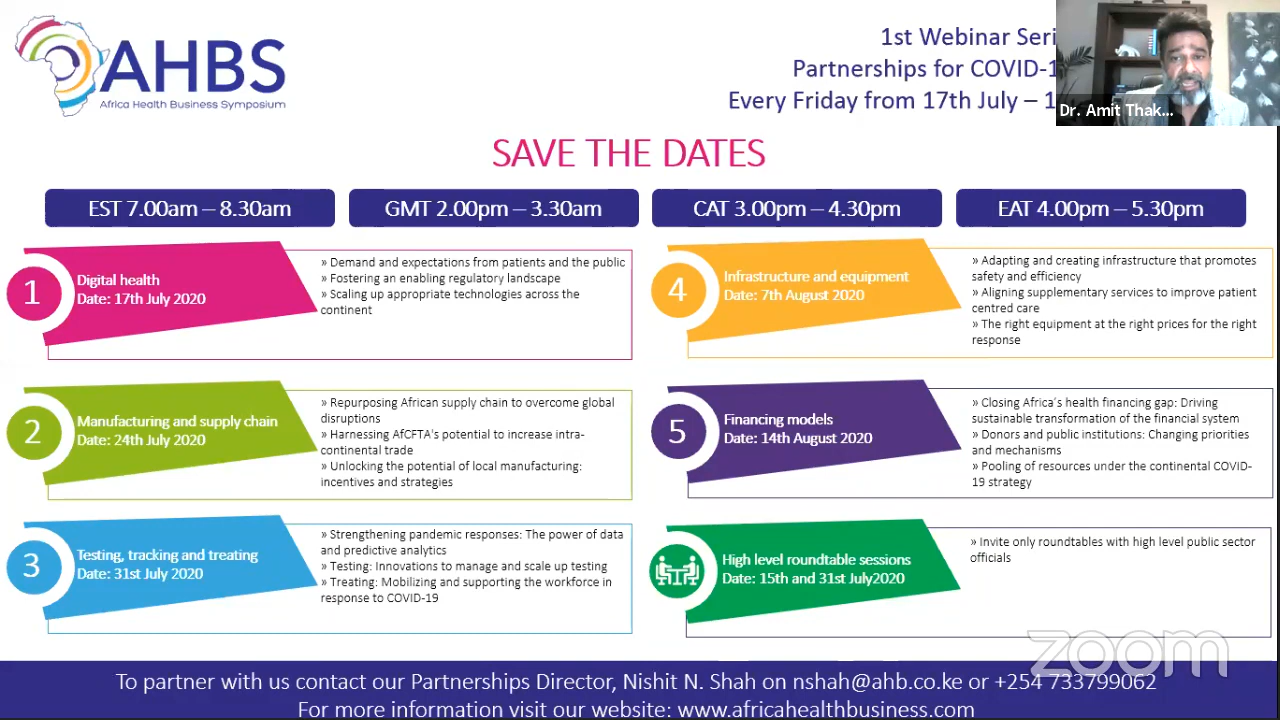 AHBS
Africa Health Business Symposium
1st Webinar Seri
Partnerships for COVID-1
Every Friday from 17th July – 1
Dr. Amit Thak...
SAVE THE DATES
EST 7.00am – 8.30am
GMT 2.00pm – 3.30am
CAT 3.00pm – 4.30pm
EAT 4.00pm – 5.30pm
1
Digital health
Date: 17th July 2020
» Demand and expectations from patients and the public
» Fostering an enabling regulatory landscape
» Scaling up appropriate technologies across the
continent
2
Manufacturing and supply chain
Date: 24th July 2020
» Repurposing African supply chain to overcome global
disruptions
» Harnessing AfCFTA's potential to increase intra-
continental trade
» Unlocking the potential of local manufacturing:
incentives and strategies
3
Testing, tracking and treating
Date: 31st July 2020
» Strengthening pandemic responses: The power of data
and predictive analytics
» Testing: Innovations to manage and scale up testing
» Treating: Mobilizing and supporting the workforce in
response to COVID-19
4
Infrastructure and equipment
Date: 7th August 2020
» Adapting and creating infrastructure that promotes
safety and efficiency
» Aligning supplementary services to improve patient
centred care
» The right equipment at the right prices for the right
response
5
Financing models
Date: 14th August 2020
» Closing Africa's health financing gap: Driving
sustainable transformation of the financial system
» Donors and public institutions: Changing priorities
and mechanisms
» Pooling of resources under the continental COVID-
19 strategy
High level roundtable sessions
Date: 15th and 31st July2020
» Invite only roundtables with high level public sector
officials
zoom
To partner with us contact our Partnerships Director, Nishit N. Shah on nshah@ahb.co.ke or +254 733799062
For more information visit our website: www.africahealthbusiness.com